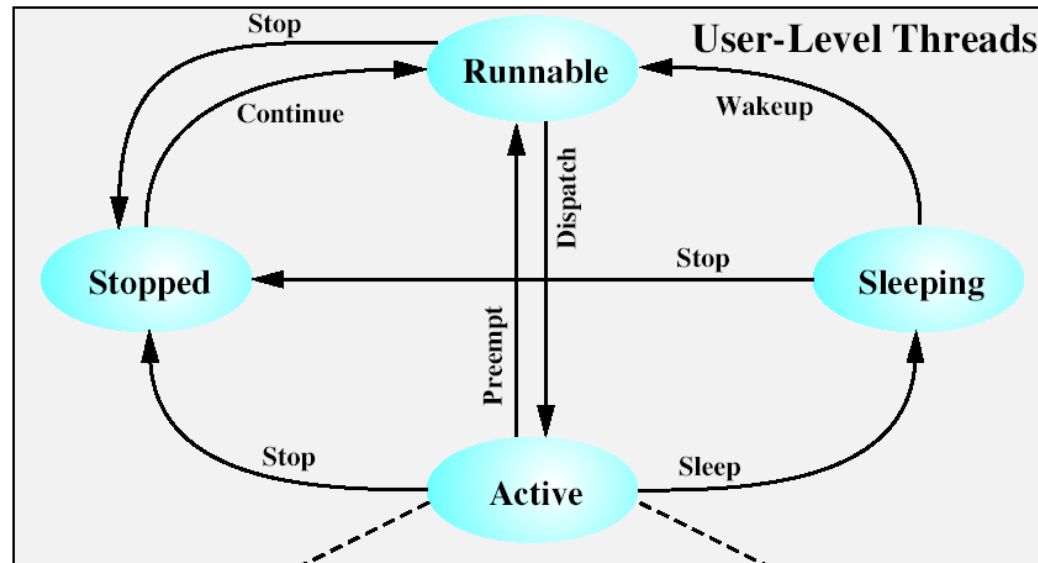 Stop
User-Level Threads
Runnable
Continue
Wakeup
Dispatch
Stopped
Stop
Sleeping
Preempt
Stop
Sleep
Active